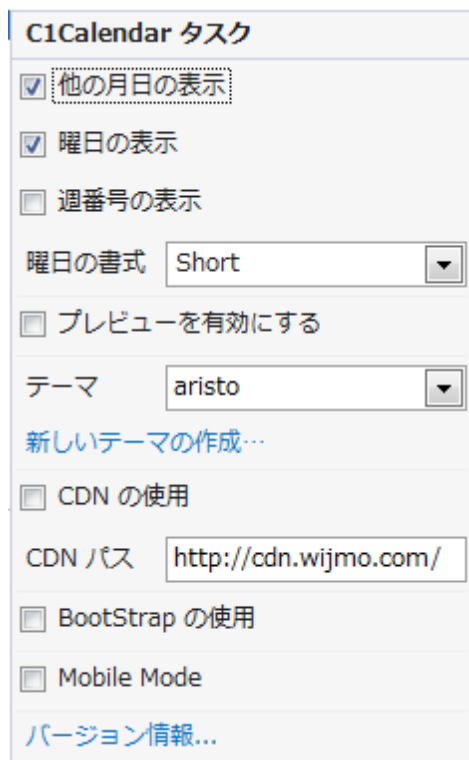 C1Calendar タスク
他の月日の表示
曜日の表示
週番号の表示
曜日の書式 Short
プレビューを有効にする
テーマ aristo
新しいテーマの作成…
CDN の使用
CDN パス http://cdn.wijmo.com/
BootStrap の使用
Mobile Mode
バージョン情報...